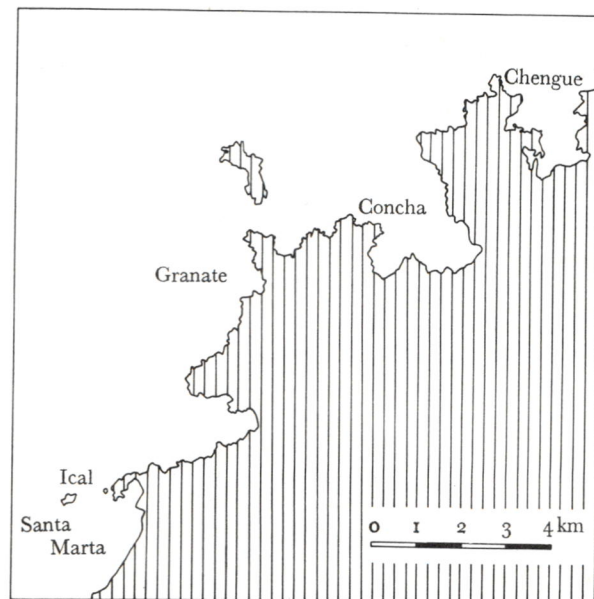 Chengue
Concha
Granate
Ical
Santa
Marta
0 1 2 3 4 km